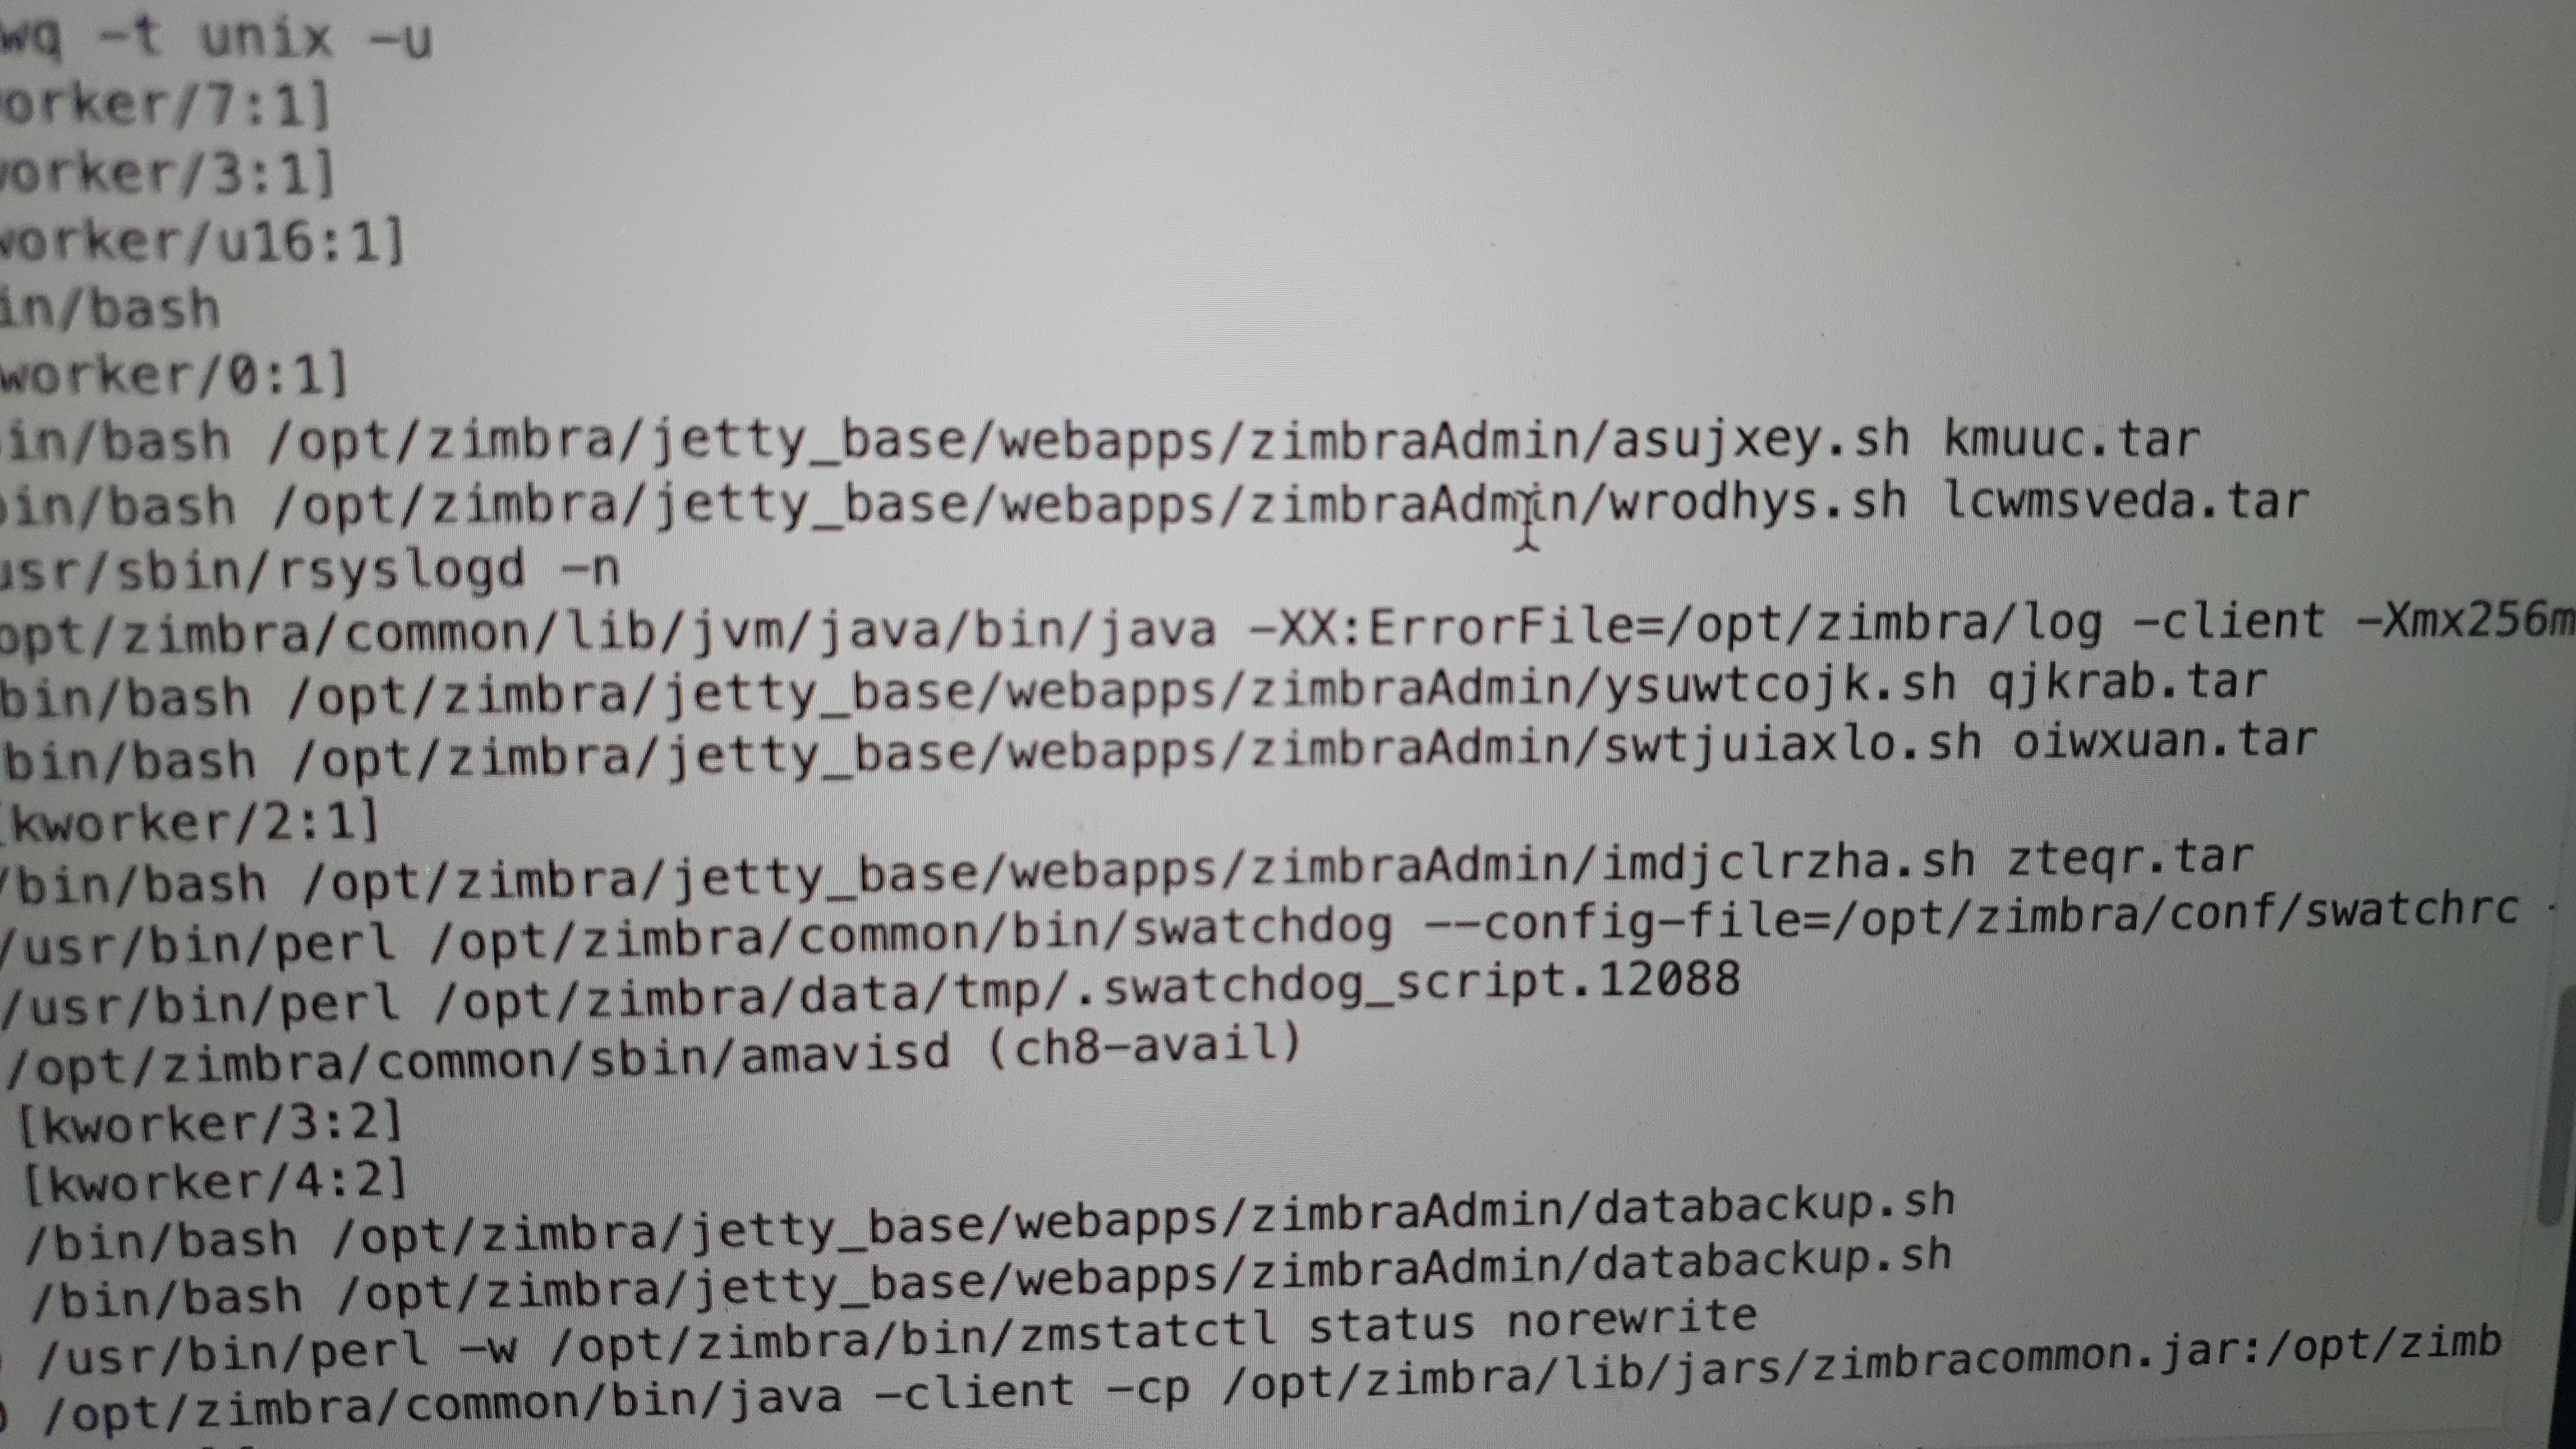 wq -t unix -u
orker/7:1]
worker/3:1]
worker/u16:1]
in/bash
worker/0:1]
bin/bash /opt/zimbra/jetty_base/webapps/zimbraAdmin/asujxey.sh kmuuc.tar
bin/bash /opt/zimbra/jetty_base/webapps/zimbraAdmin/wrodhys.sh lcwmsveda.tar
usr/sbin/rsyslogd -n
opt/zimbra/common/lib/jvm/java/bin/java -XX:ErrorFile=/opt/zimbra/log -client -Xmx256m
bin/bash /opt/zimbra/jetty_base/webapps/zimbraAdmin/ysuwtcojk.sh qjkrab.tar
bin/bash /opt/zimbra/jetty_base/webapps/zimbraAdmin/swtjuiaxlo.sh oiwxuan.tar
[kworker/2:1]
/bin/bash /opt/zimbra/jetty_base/webapps/zimbraAdmin/imdjclrzha.sh zteqr.tar
/usr/bin/perl /opt/zimbra/common/bin/swatchdog --config-file=/opt/zimbra/conf/swatchrc -
/usr/bin/perl /opt/zimbra/data/tmp/.swatchdog_script.12088
/opt/zimbra/common/sbin/amavisd (ch8-avail)
[kworker/3:2]
[kworker/4:2]
/bin/bash /opt/zimbra/jetty_base/webapps/zimbraAdmin/databackup.sh
/bin/bash /opt/zimbra/jetty_base/webapps/zimbraAdmin/databackup.sh
/usr/bin/perl -w /opt/zimbra/bin/zmstatctl status norewrite
/opt/zimbra/common/bin/java -client -cp /opt/zimbra/lib/jars/zimbracommon.jar:/opt/zimb